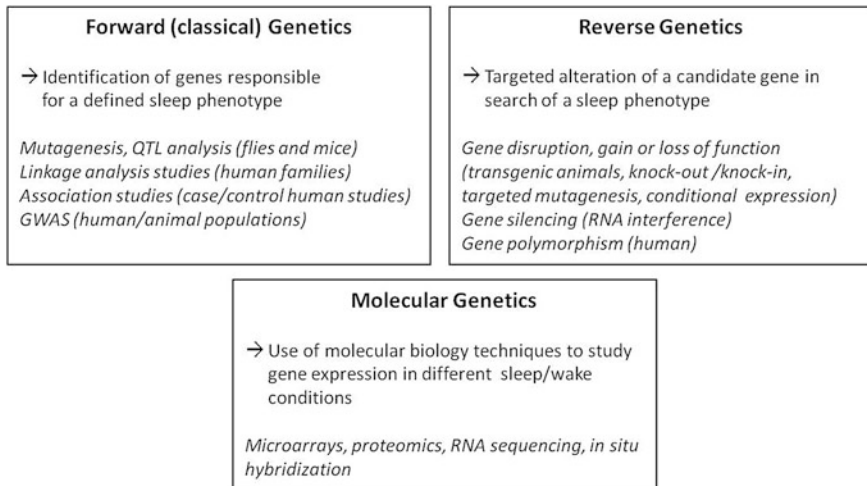 Forward (classical) Genetics
→ Identification of genes responsible
for a defined sleep phenotype
Mutagenesis, QTL analysis (flies and mice)
Linkage analysis studies (human families)
Association studies (case/control human studies)
GWAS (human/animal populations)
Reverse Genetics
→ Targeted alteration of a candidate gene in
search of a sleep phenotype
Gene disruption, gain or loss of function
(transgenic animals, knock-out /knock-in,
targeted mutagenesis, conditional expression)
Gene silencing (RNA interference)
Gene polymorphism (human)
Molecular Genetics
→ Use of molecular biology techniques to study
gene expression in different sleep/wake
conditions
Microarrays, proteomics, RNA sequencing, in situ
hybridization